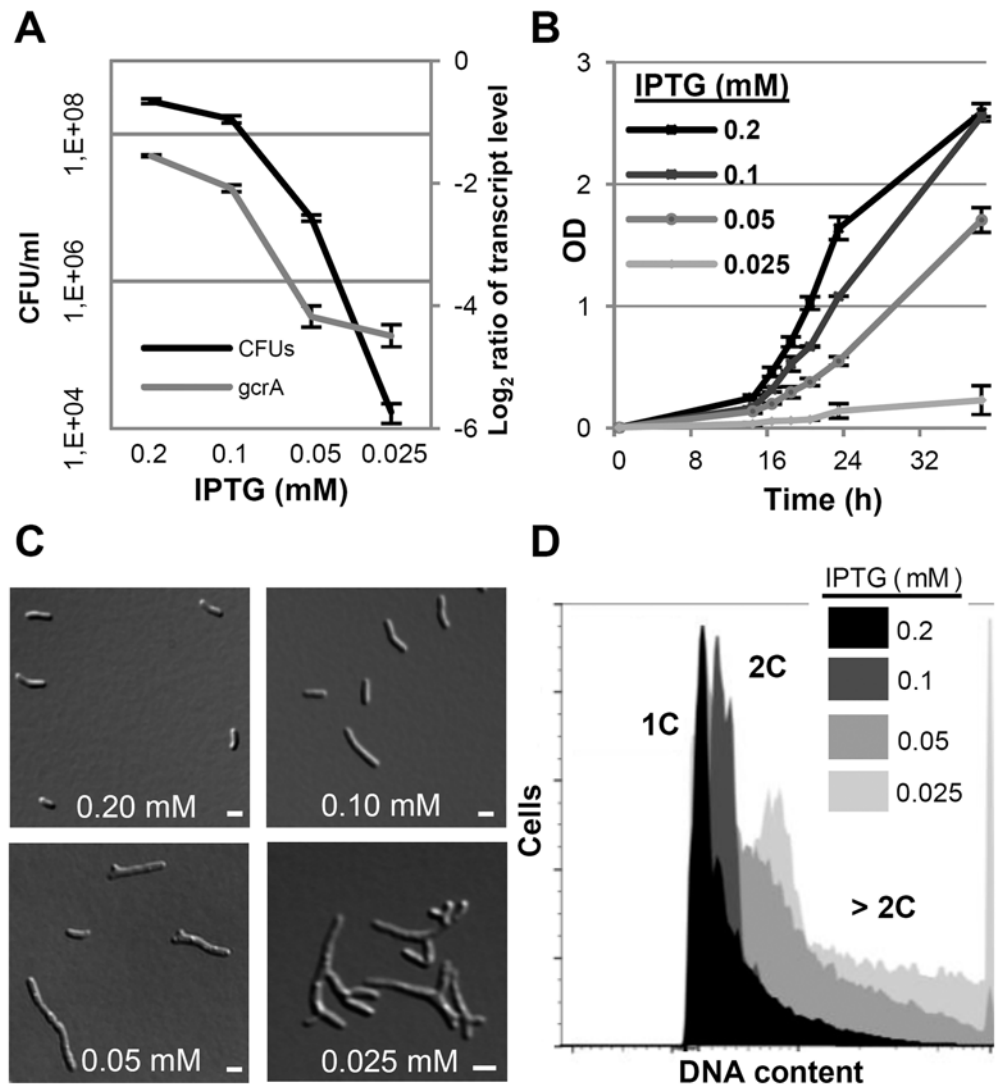 A
CFU/ml
1,E+08
1,E+06
1,E+04
0
-2
-4
-6
Log2 ratio of transcript level
CFUs
gcrA
0.2 0.1 0.05 0.025
IPTG (mM)
B
OD
3
2
1
0
IPTG (mM)
0.2
0.1
0.05
0.025
0 8 16 24 32
Time (h)
C
0.20 mM
0.10 mM
0.05 mM
0.025 mM
D
Cells
1C
2C
> 2C
IPTG ( mM )
0.2
0.1
0.05
0.025
DNA content